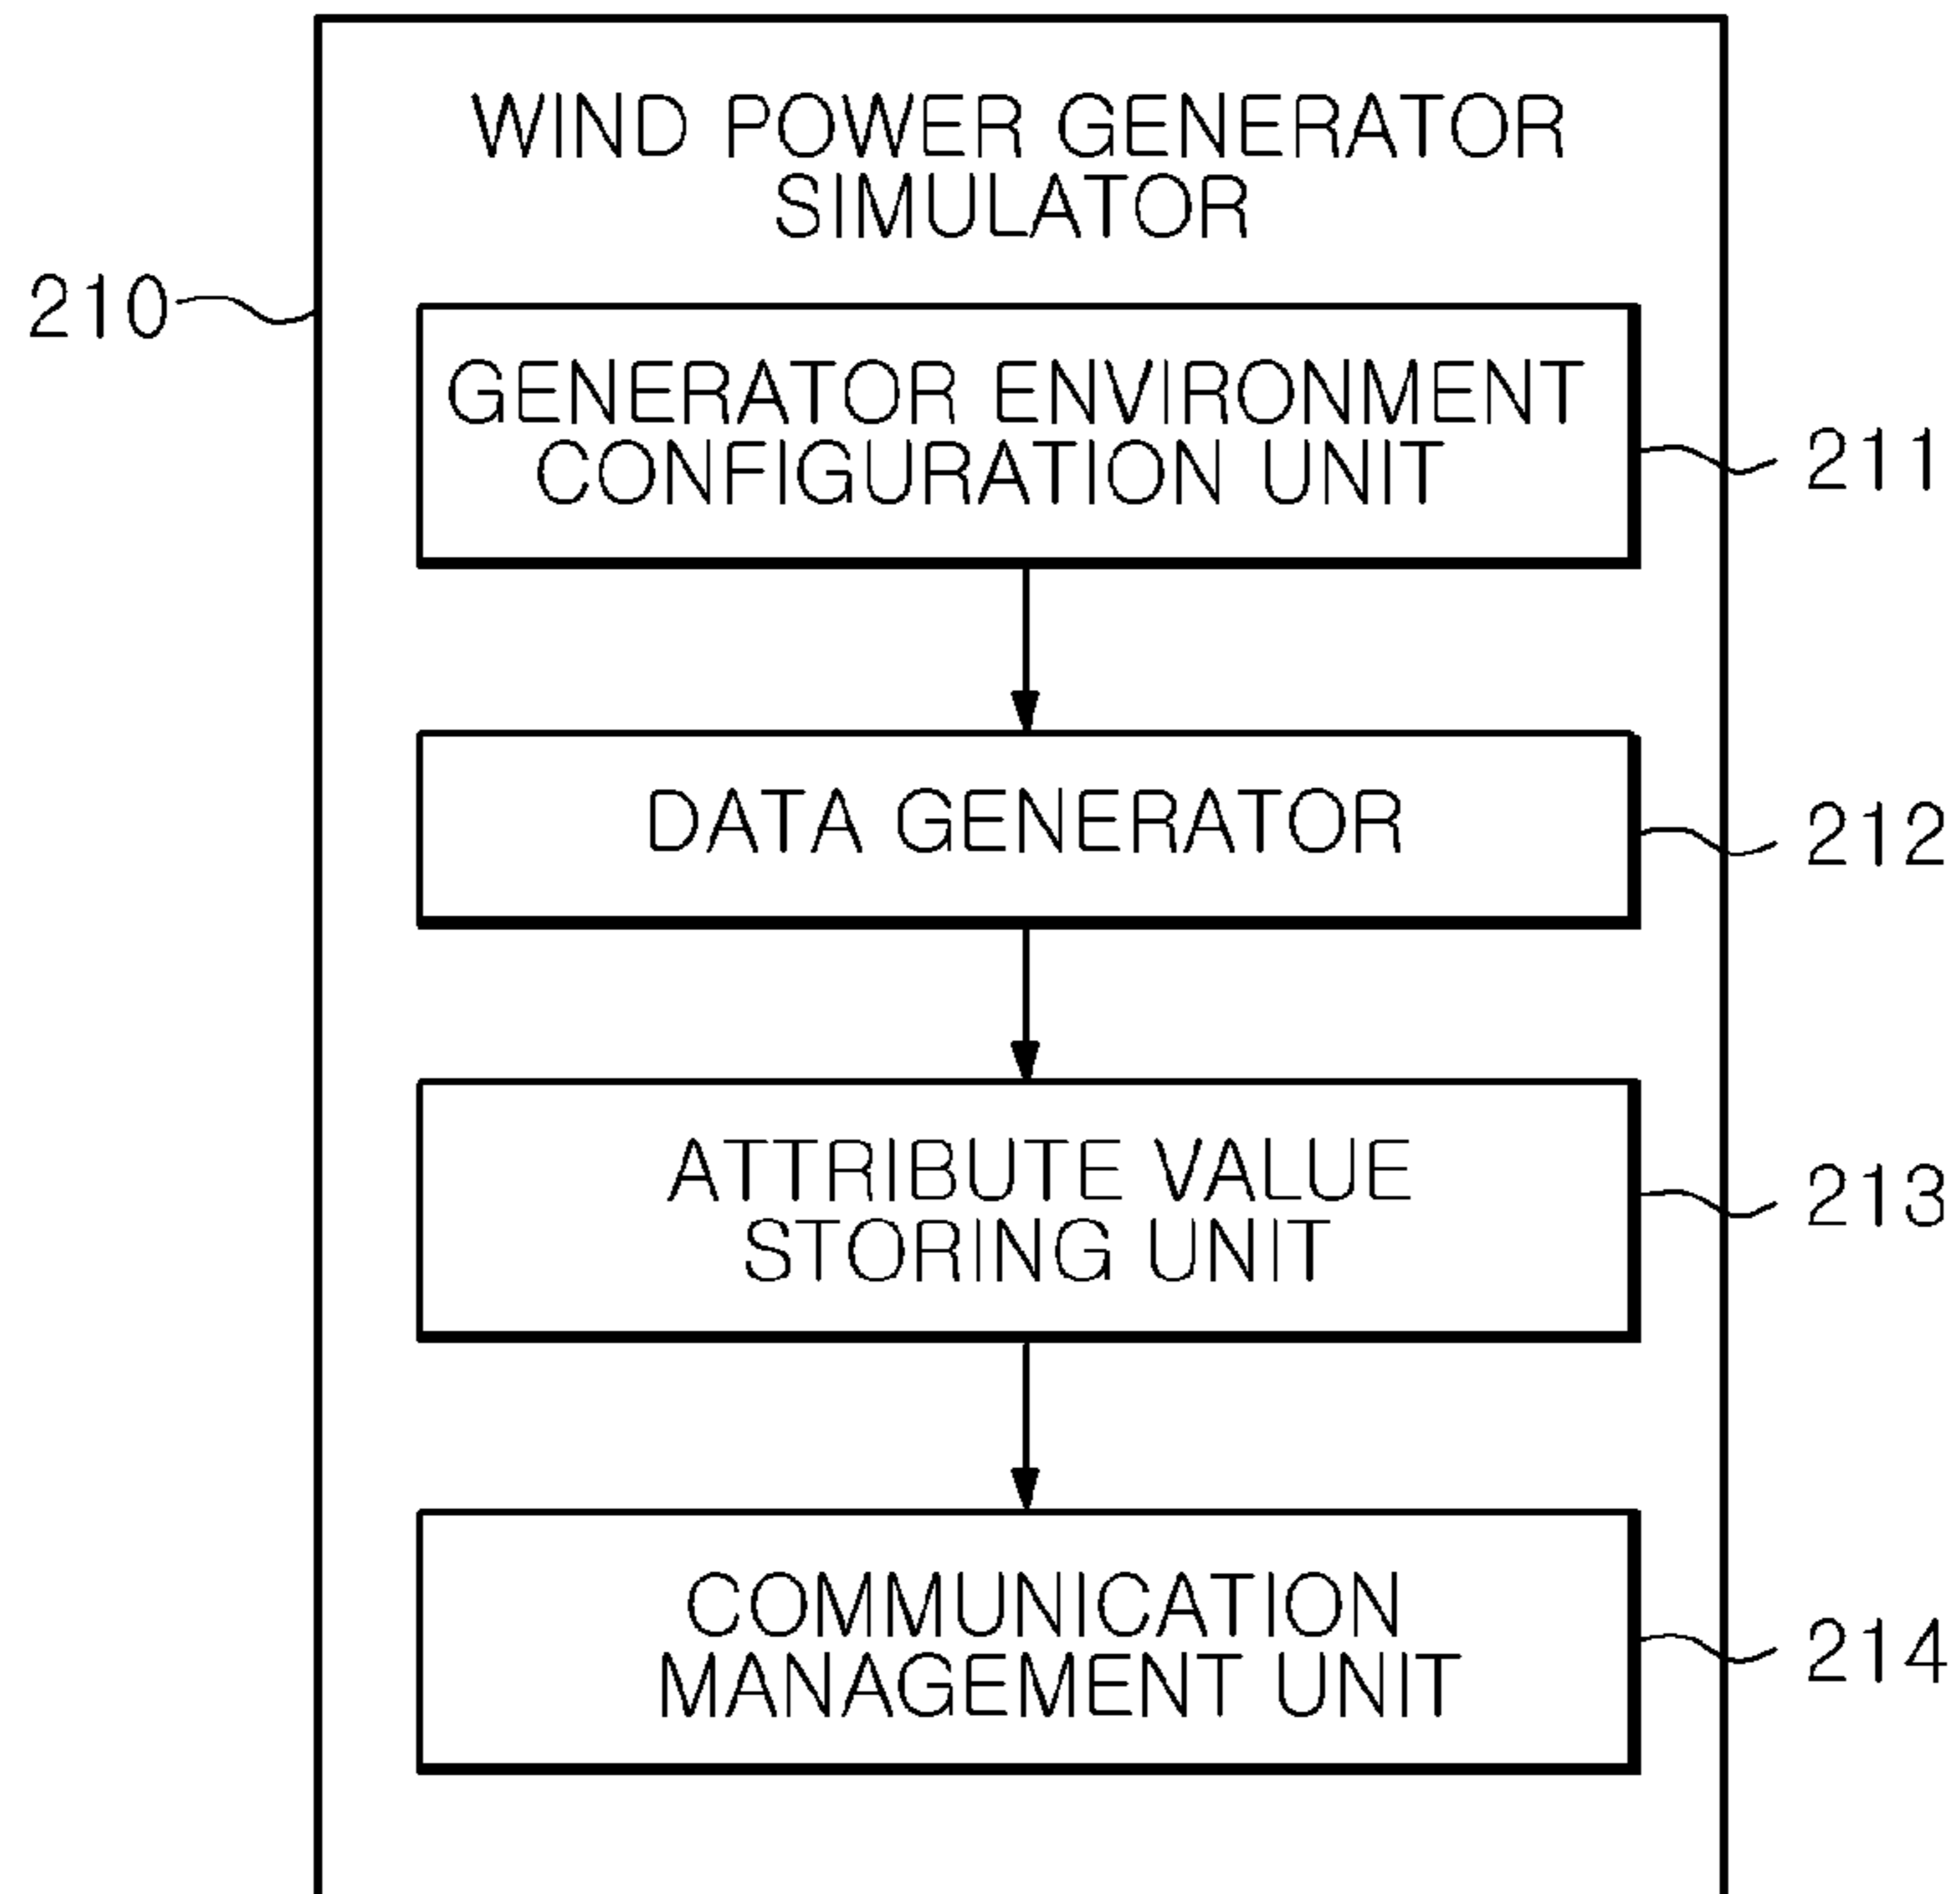 WIND POWER GENERATOR
SIMULATOR
210
GENERATOR ENVIRONMENT
CONFIGURATION UNIT
211
DATA GENERATOR
212
ATTRIBUTE VALUE
STORING UNIT
213
COMMUNICATION
MANAGEMENT UNIT
214